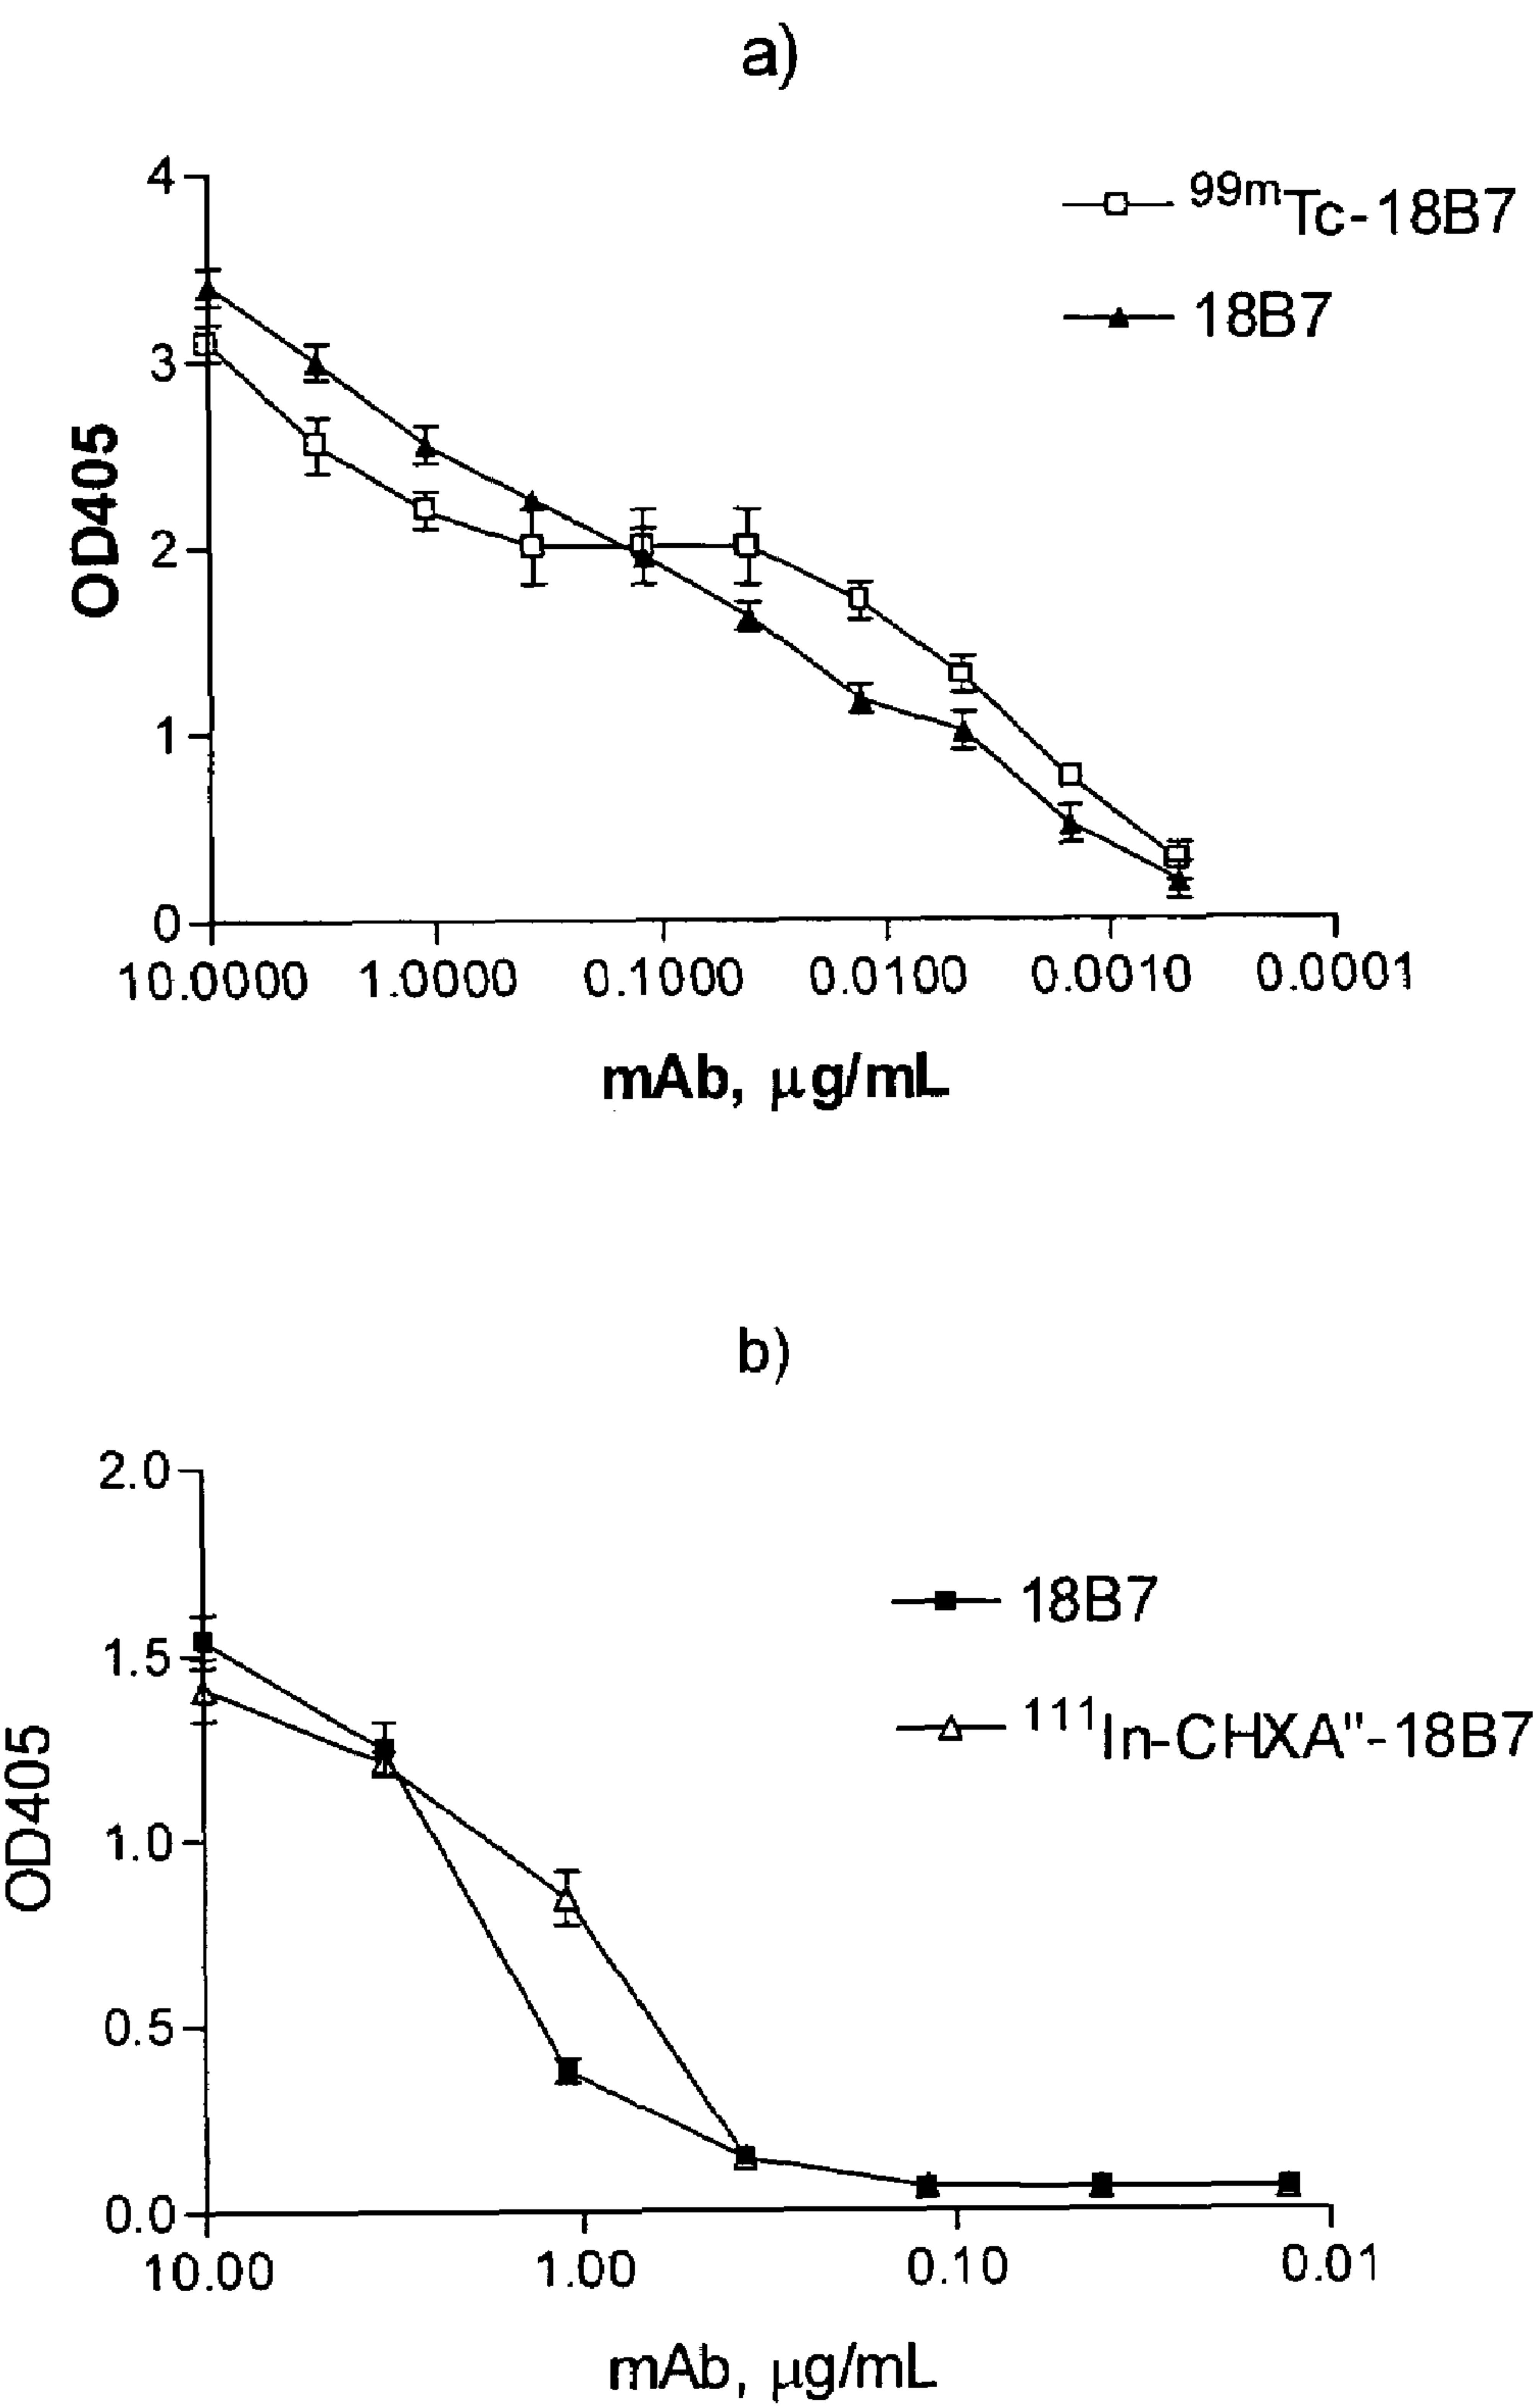 a)
4
⁹⁹ᵐTc-18B7
18B7
3
OD405
2
1
0
10.0000 1.0000 0.1000 0.0100 0.0010 0.0001
mAb, μg/mL
b)
2.0
18B7
1.5
¹¹¹In-CHXA"-18B7
OD405
1.0
0.5
0.0
10.00 1.00 0.10 0.01
mAb, μg/mL